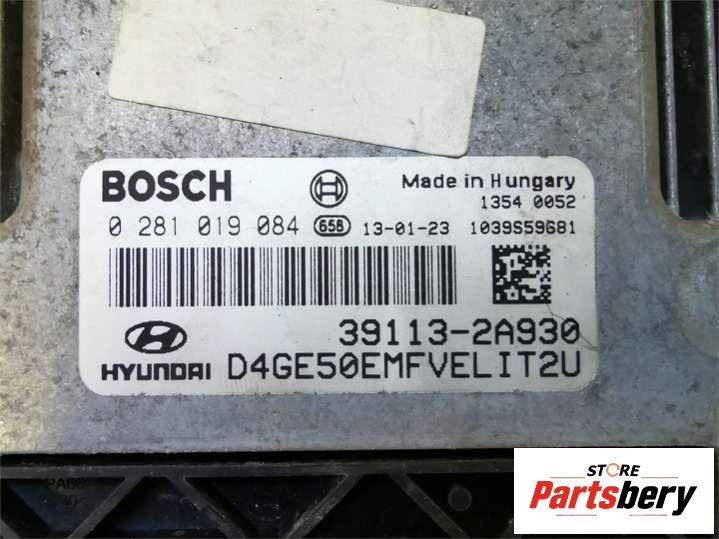 BOSCH
Made in Hungary
1354 0052
0 281 019 084 658 13-01-23 1039S59681
39113-2A930
HYUNDAI D4GE50EMFVELIT2U
PA66
STORE
Partsbery